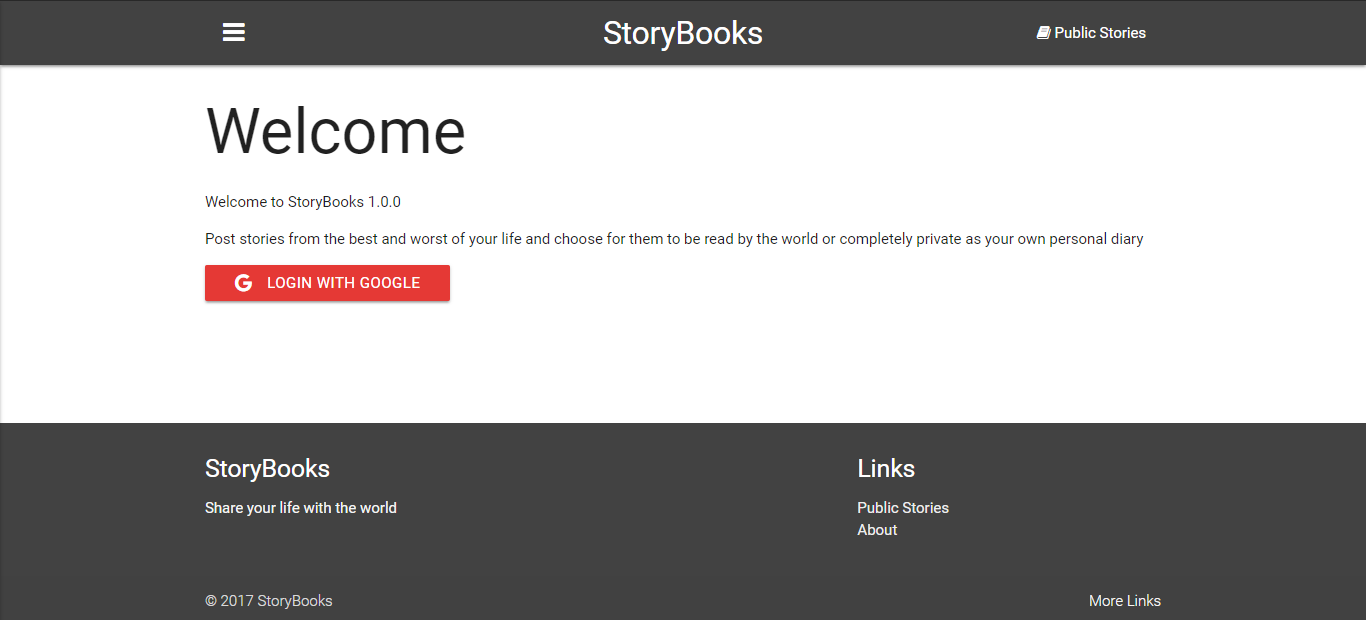 StoryBooks
Public Stories
Welcome
Welcome to StoryBooks 1.0.0
Post stories from the best and worst of your life and choose for them to be read by the world or completely private as your own personal diary
LOGIN WITH GOOGLE
StoryBooks
Share your life with the world
Links
Public Stories
About
© 2017 StoryBooks
More Links